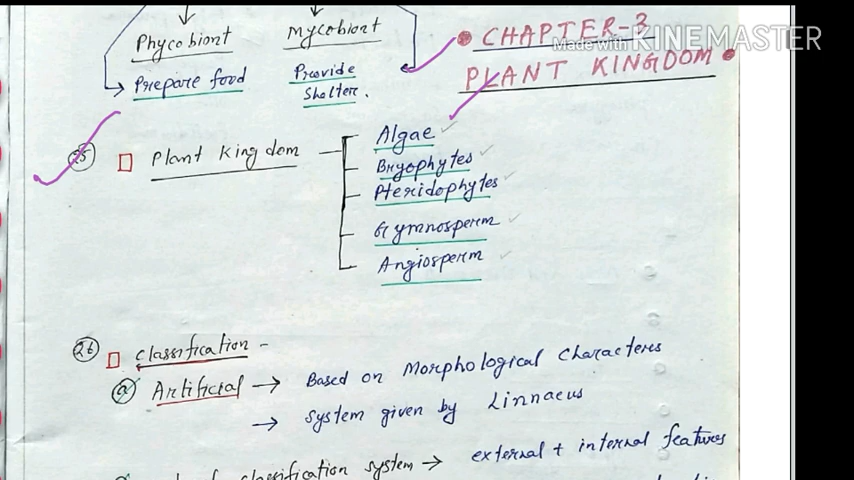 Phycobiont Mycobiont
CHAPTER-3
Made with KINEMASTER
Prepare food Provide
Shelter.
PLANT KINGDOM
25 Plant Kingdom
Algae
Bryophytes
Pteridophytes
Gymnosperm
Angiosperm
26 Classification -
a Artificial → Based on Morphological Characters
→ System given by Linnaeus
classification system → external + internal features